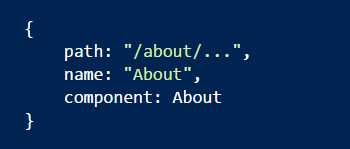 {
    path: "/about/...",
    name: "About",
    component: About
}